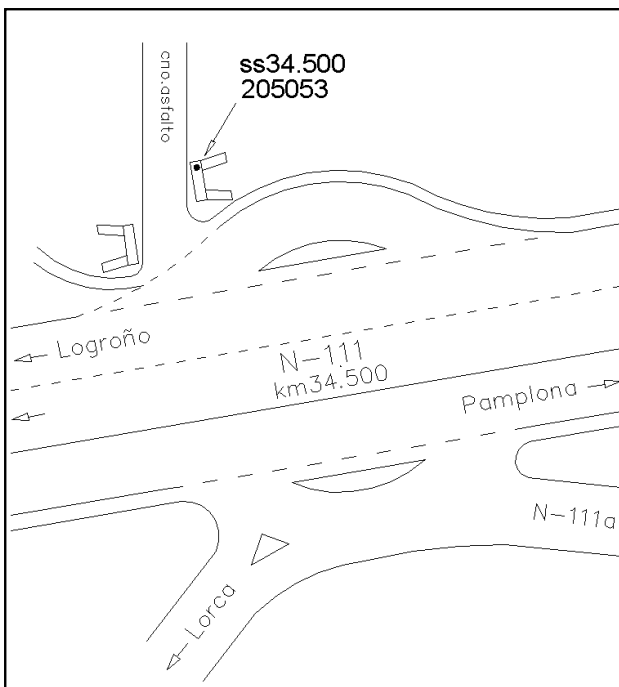 cno.asfalto
ss34.500
205053
Logroño
N-111
km34.500
Pamplona
N-111a
Lorca